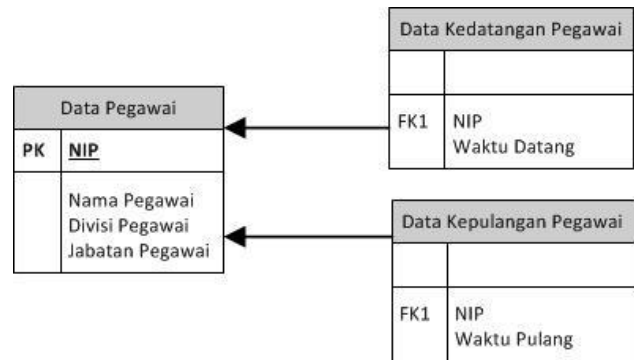 Data Pegawai
PK NIP
Nama Pegawai
Divisi Pegawai
Jabatan Pegawai
Data Kedatangan Pegawai
FK1 NIP
Waktu Datang
Data Kepulangan Pegawai
FK1 NIP
Waktu Pulang